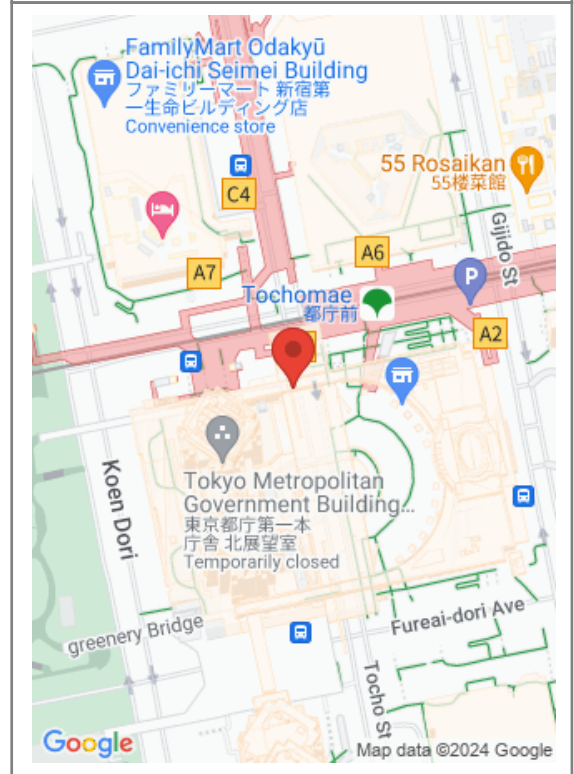 FamilyMart Odakyū
Dai-ichi Seimei Building
ファミリーマート 新宿第
一生命ビルディング店
Convenience store
55 Rosaikan
55楼菜館
C4
Gijido St
A6
A7
P
Tochomae
都庁前
A2
Koen Dori
Tokyo Metropolitan
Government Building...
東京都庁第一本
庁舎 北展望室
Temporarily closed
greenery Bridge
Fureai-dori Ave
Tocho St
Google
Map data ©2024 Google